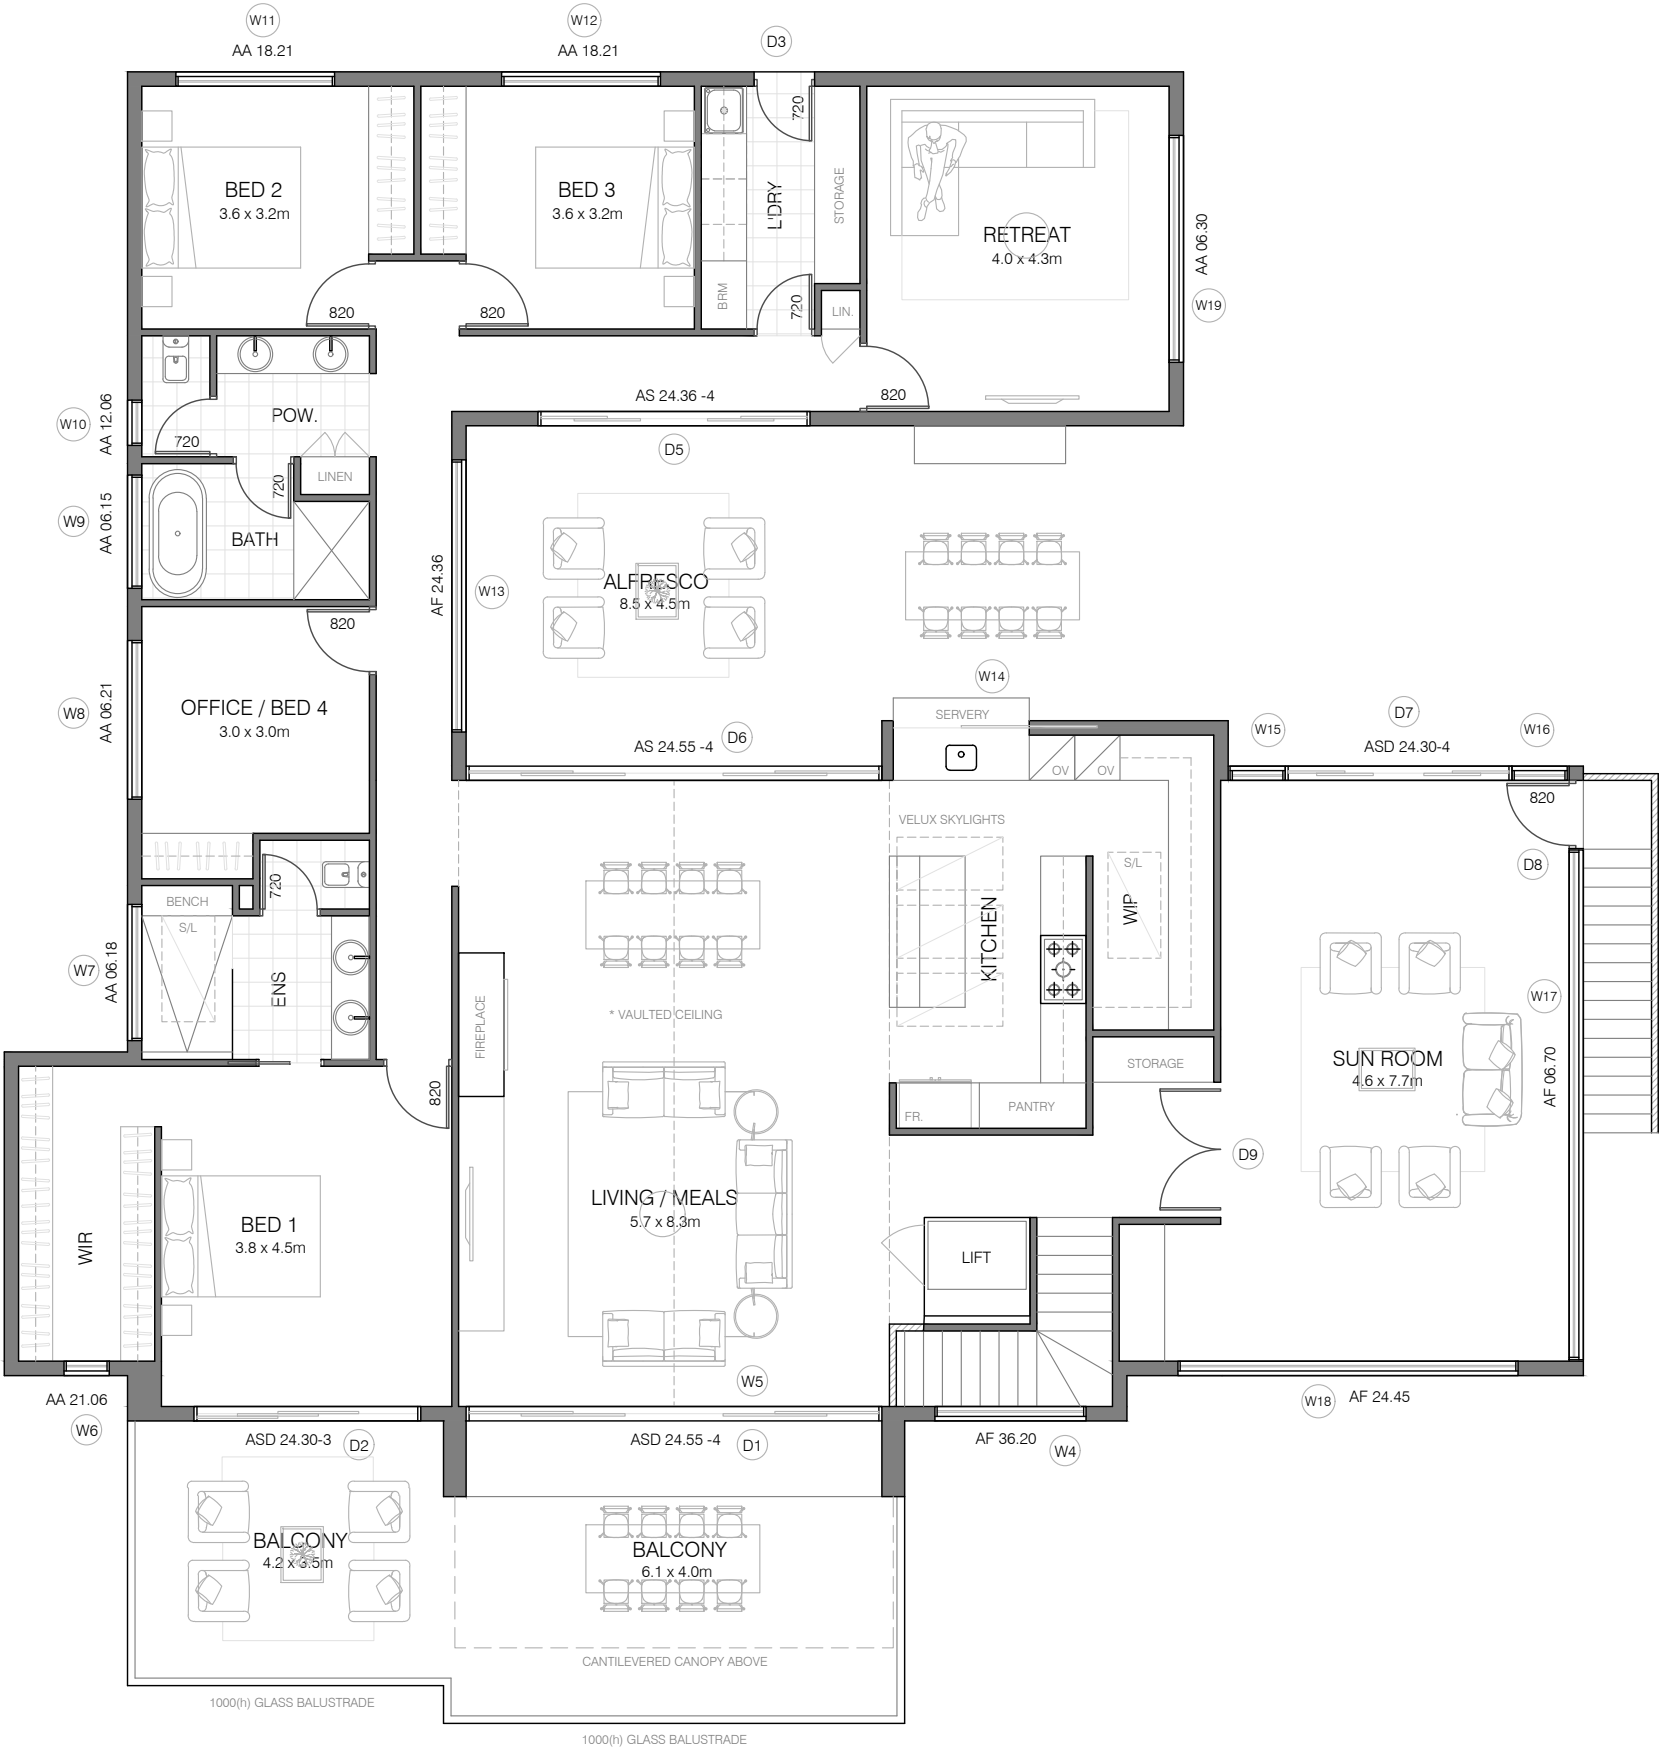 W11
AA 18.21
W12
AA 18.21
D3
720
BED 2
3.6 x 3.2m
BED 3
3.6 x 3.2m
L'DRY
STORAGE
RETREAT
4.0 x 4.3m
AA 06.30
W19
820
820
BRM
720
LIN.
820
AS 24.36 -4
D5
W10
AA 12.06
POW.
720
720
LINEN
W9
AA 06.15
BATH
AF 24.36
W13
ALFRESCO
8.5 x 4.5m
820
W8
AA 06.21
OFFICE / BED 4
3.0 x 3.0m
W14
SERVERY
AS 24.55 -4
D6
OV
OV
W15
D7
ASD 24.30-4
W16
820
D8
VELUX SKYLIGHTS
S/L
WIP
KITCHEN
720
BENCH
S/L
ENS
W7
AA 06.18
FIREPLACE
* VAULTED CEILING
W17
AF 06.70
SUN ROOM
4.6 x 7.7m
STORAGE
820
FR.
PANTRY
D9
WIR
BED 1
3.8 x 4.5m
LIVING / MEALS
5.7 x 8.3m
LIFT
W5
AA 21.06
W6
W18
AF 24.45
ASD 24.30-3
D2
ASD 24.55 -4
D1
AF 36.20
W4
BALCONY
4.2 x 3.5m
BALCONY
6.1 x 4.0m
CANTILEVERED CANOPY ABOVE
1000(h) GLASS BALUSTRADE
1000(h) GLASS BALUSTRADE